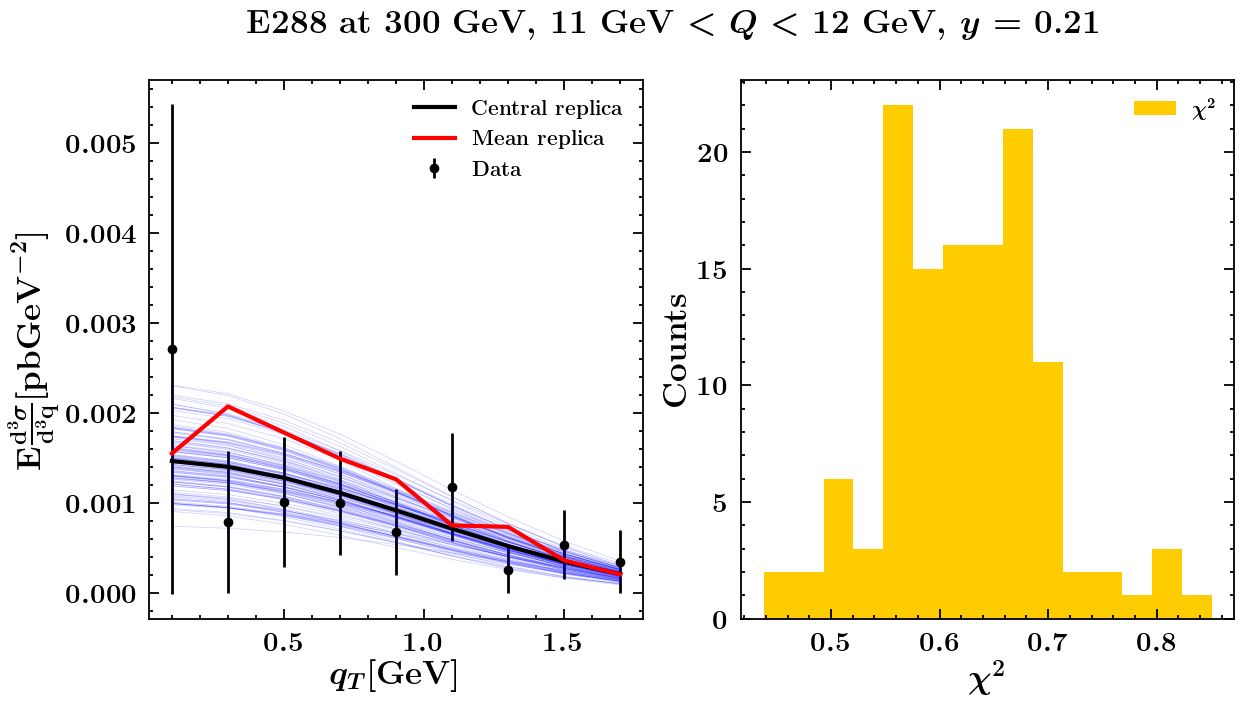 E288 at 300 GeV, 11 GeV < Q < 12 GeV, y = 0.21
Central replica
Mean replica
Data
0.005
0.004
0.003
0.002
0.001
0.000
0.5 1.0 1.5
q_T[GeV]
E d³σ/d³q [pbGeV⁻²]
χ²
20
15
10
5
0
0.5 0.6 0.7 0.8
χ²
Counts